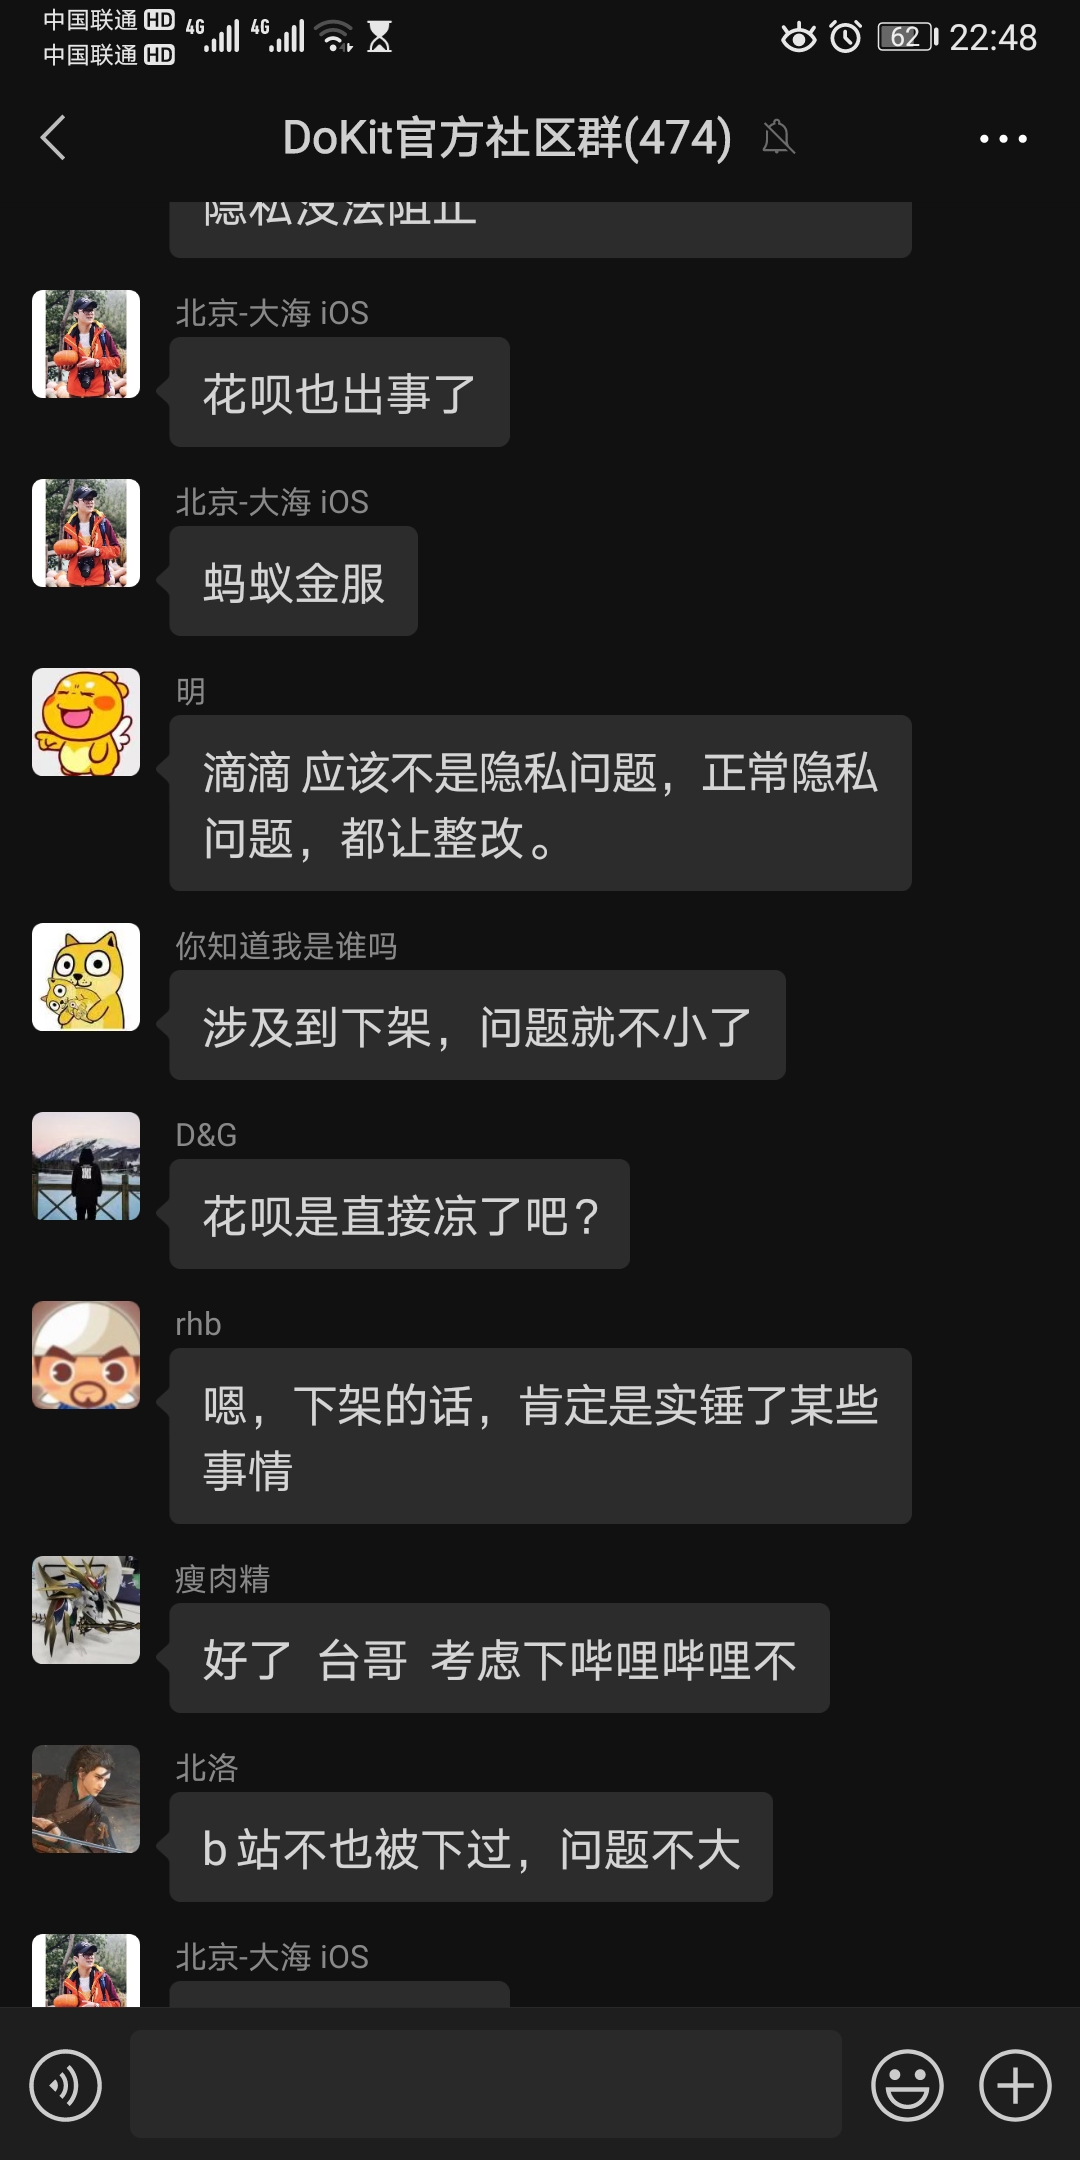 中国联通 HD 4G 4G 62 22:48
中国联通 HD
DoKit官方社区群(474)
隐私没法阻止
北京-大海 iOS
花呗也出事了
北京-大海 iOS
蚂蚁金服
明
滴滴 应该不是隐私问题，正常隐私
问题，都让整改。
你知道我是谁吗
涉及到下架，问题就不小了
D&G
花呗是直接凉了吧？
rhb
嗯，下架的话，肯定是实锤了某些
事情
瘦肉精
好了 台哥 考虑下哔哩哔哩不
北洛
b站不也被下过，问题不大
北京-大海 iOS